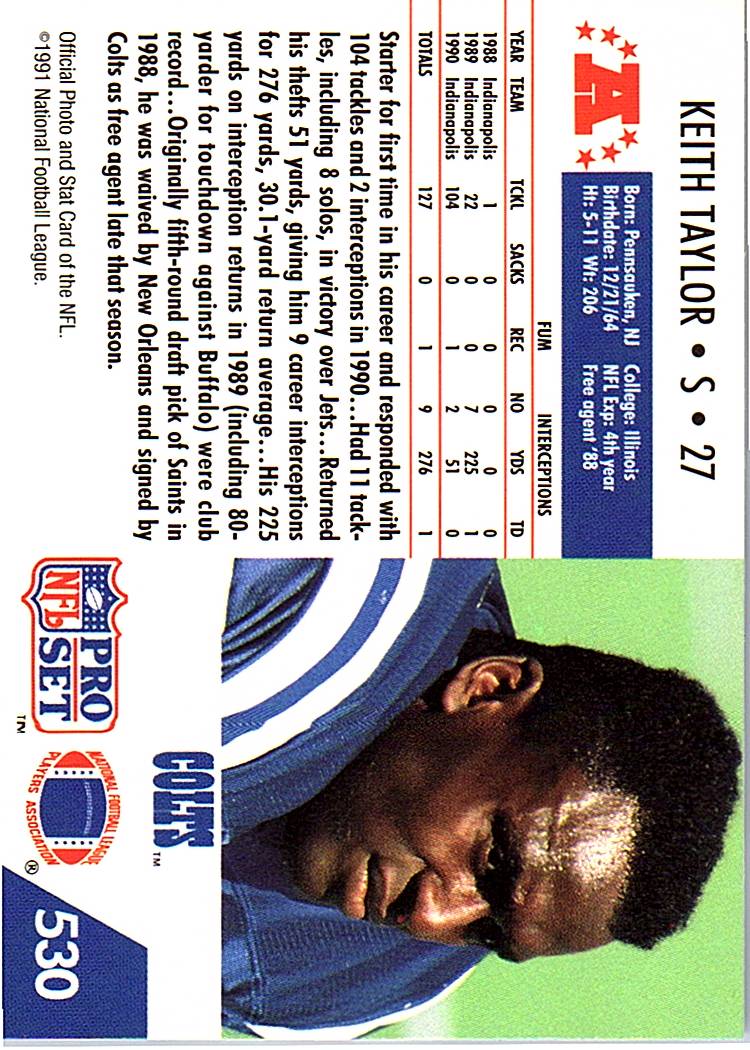 KEITH TAYLOR • S • 27
A
Born: Pennsauken, NJ College: Illinois
Birthdate: 12/21/64 NFL Exp: 4th year
Ht: 5-11 Wt: 206 Free agent '88
FUM INTERCEPTIONS
YEAR TEAM TCKL SACKS REC NO YDS TD
1988 Indianapolis 1 0 0 0 0 0
1989 Indianapolis 22 0 0 7 225 1
1990 Indianapolis 104 0 1 2 51 0
TOTALS 127 0 1 9 276 1
Starter for first time in his career and responded with
104 tackles and 2 interceptions in 1990...Had 11 tack-
les, including 8 solos, in victory over Jets...Returned
his thefts 51 yards, giving him 9 career interceptions
for 276 yards, 30.1-yard return average...His 225
yards on interception returns in 1989 (including 80-
yarder for touchdown against Buffalo) were club
record...Originally fifth-round draft pick of Saints in
1988, he was waived by New Orleans and signed by
Colts as free agent late that season.
Official Photo and Stat Card of the NFL.
©1991 National Football League.
COLTS™
NFL PRO SET™
NATIONAL FOOTBALL LEAGUE
PLAYERS ASSOCIATION®
530